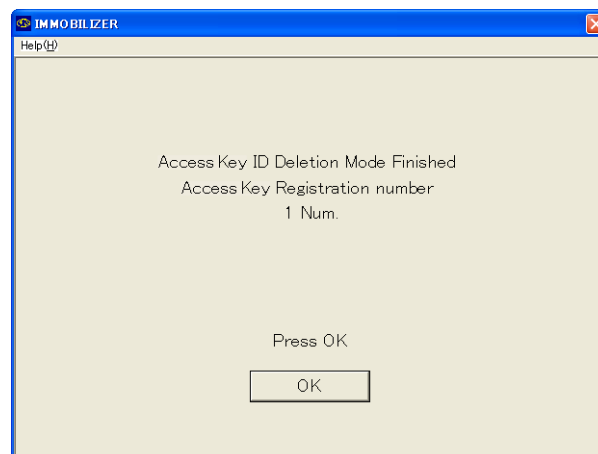 IMMOBILIZER
Help(H)
Access Key ID Deletion Mode Finished
Access Key Registration number
1 Num.
Press OK
OK